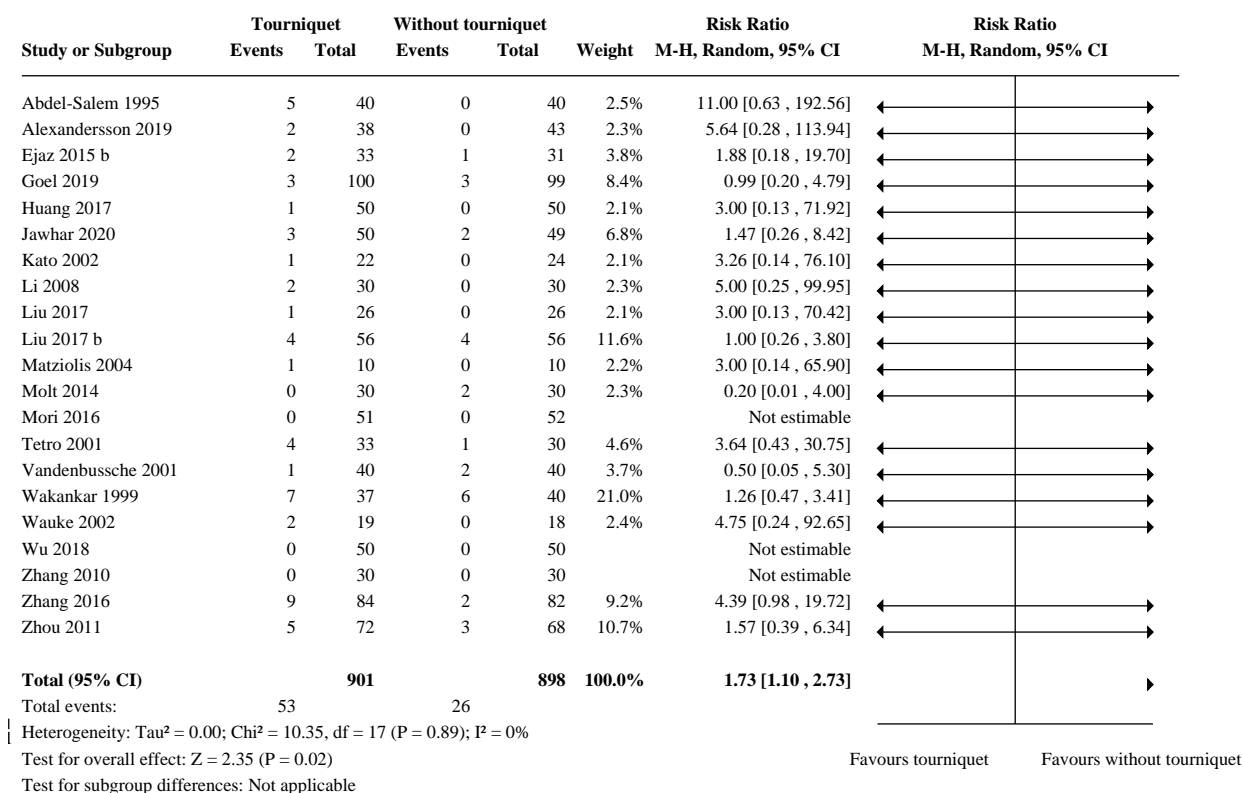 Tourniquet Without tourniquet Risk Ratio Risk Ratio
Study or Subgroup Events Total Events Total Weight M-H, Random, 95% CI M-H, Random, 95% CI
Abdel-Salem 1995 5 40 0 40 2.5% 11.00 [0.63 , 192.56]
Alexandersson 2019 2 38 0 43 2.3% 5.64 [0.28 , 113.94]
Ejaz 2015 b 2 33 1 31 3.8% 1.88 [0.18 , 19.70]
Goel 2019 3 100 3 99 8.4% 0.99 [0.20 , 4.79]
Huang 2017 1 50 0 50 2.1% 3.00 [0.13 , 71.92]
Jawhar 2020 3 50 2 49 6.8% 1.47 [0.26 , 8.42]
Kato 2002 1 22 0 24 2.1% 3.26 [0.14 , 76.10]
Li 2008 2 30 0 30 2.3% 5.00 [0.25 , 99.95]
Liu 2017 1 26 0 26 2.1% 3.00 [0.13 , 70.42]
Liu 2017 b 4 56 4 56 11.6% 1.00 [0.26 , 3.80]
Matziolis 2004 1 10 0 10 2.2% 3.00 [0.14 , 65.90]
Molt 2014 0 30 2 30 2.3% 0.20 [0.01 , 4.00]
Mori 2016 0 51 0 52 Not estimable
Tetro 2001 4 33 1 30 4.6% 3.64 [0.43 , 30.75]
Vandenbussche 2001 1 40 2 40 3.7% 0.50 [0.05 , 5.30]
Wakankar 1999 7 37 6 40 21.0% 1.26 [0.47 , 3.41]
Wauke 2002 2 19 0 18 2.4% 4.75 [0.24 , 92.65]
Wu 2018 0 50 0 50 Not estimable
Zhang 2010 0 30 0 30 Not estimable
Zhang 2016 9 84 2 82 9.2% 4.39 [0.98 , 19.72]
Zhou 2011 5 72 3 68 10.7% 1.57 [0.39 , 6.34]
Total (95% CI) 901 898 100.0% 1.73 [1.10 , 2.73]
Total events: 53 26
Heterogeneity: Tau² = 0.00; Chi² = 10.35, df = 17 (P = 0.89); I² = 0%
Test for overall effect: Z = 2.35 (P = 0.02) Favours tourniquet Favours without tourniquet
Test for subgroup differences: Not applicable